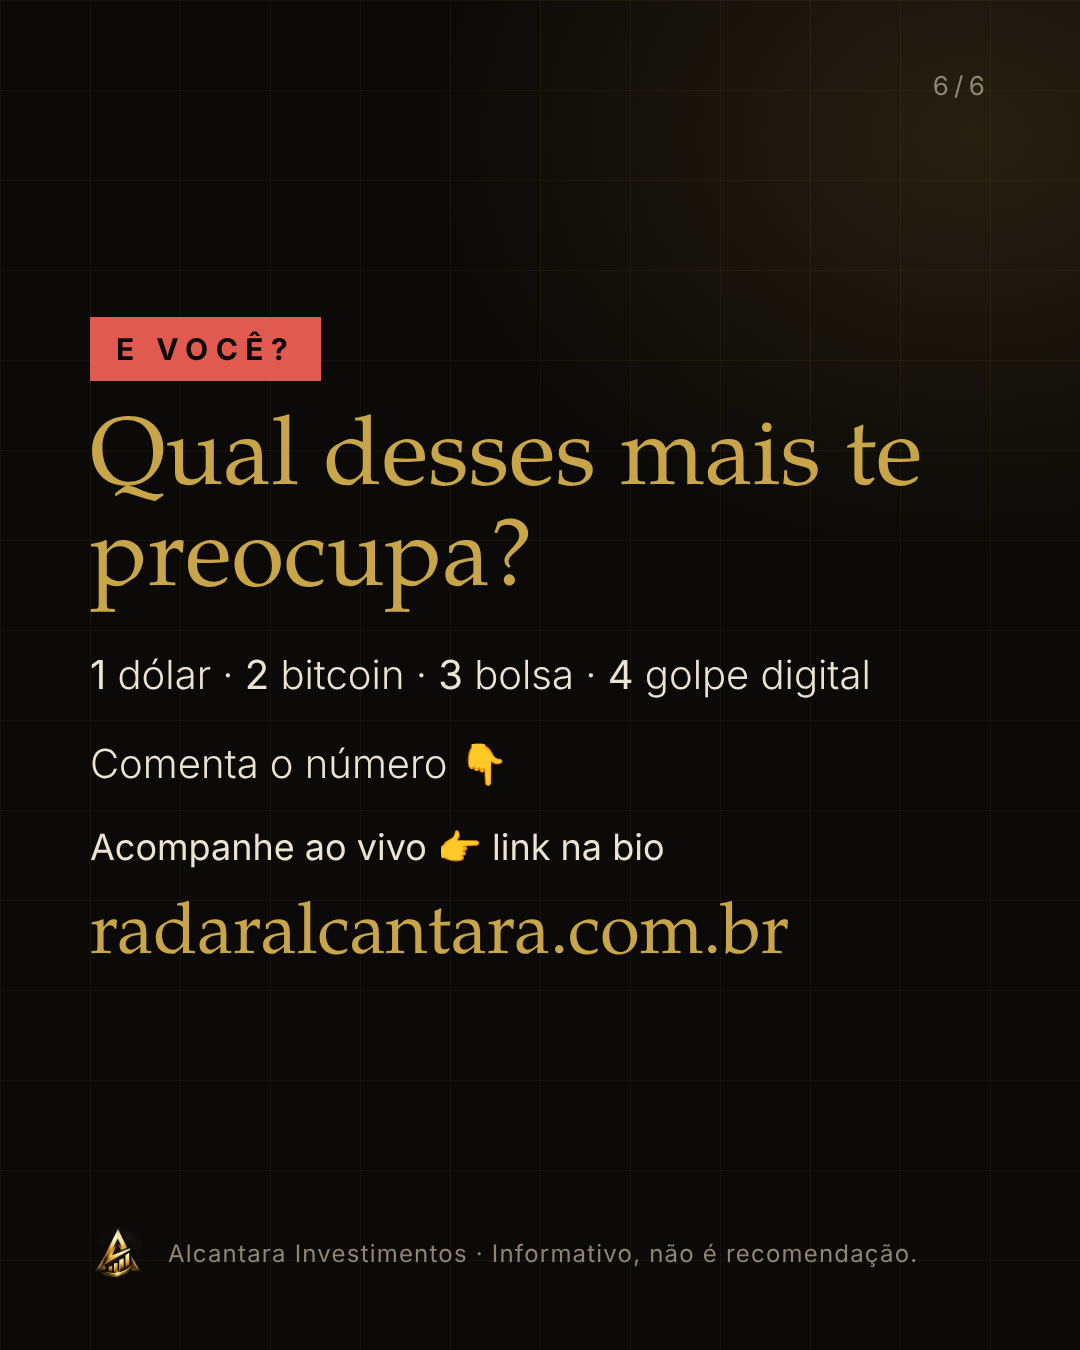 6/6
E VOCÊ?
Qual desses mais te
preocupa?
1 dólar · 2 bitcoin · 3 bolsa · 4 golpe digital
Comenta o número 👇
Acompanhe ao vivo 👉 link na bio
radaralcantara.com.br
Alcantara Investimentos · Informativo, não é recomendação.